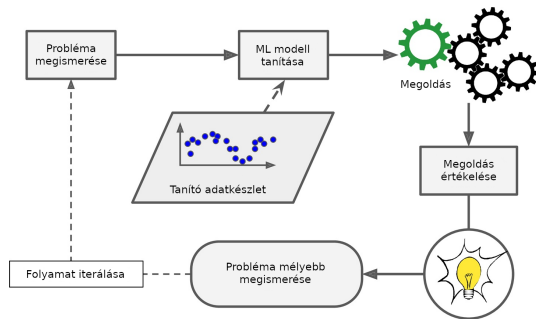 Probléma
megismerése
ML modell
tanítása
Megoldás
Tanító adatkészlet
Megoldás
értékelése
Probléma mélyebb
megismerése
Folyamat iterálása